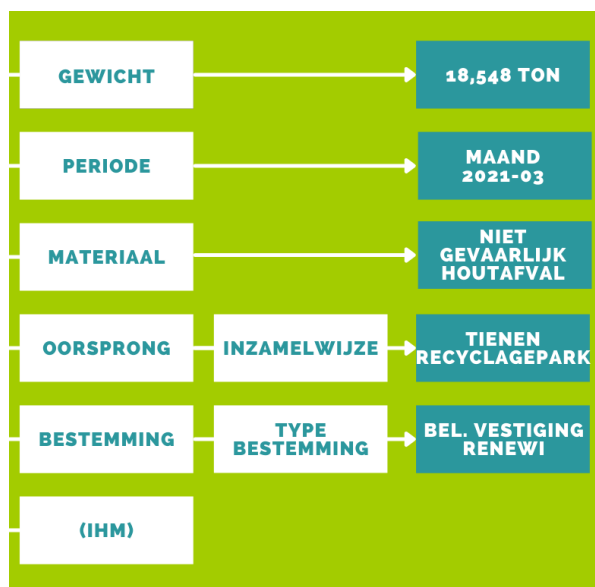 GEWICHT
18,548 TON
PERIODE
MAAND
2021-03
MATERIAAL
NIET
GEVAARLIJK
HOUTAFVAL
OORSPRONG
INZAMELWIJZE
TIENEN
RECYCLAGEPARK
BESTEMMING
TYPE
BESTEMMING
BEL. VESTIGING
RENEWI
(IHM)